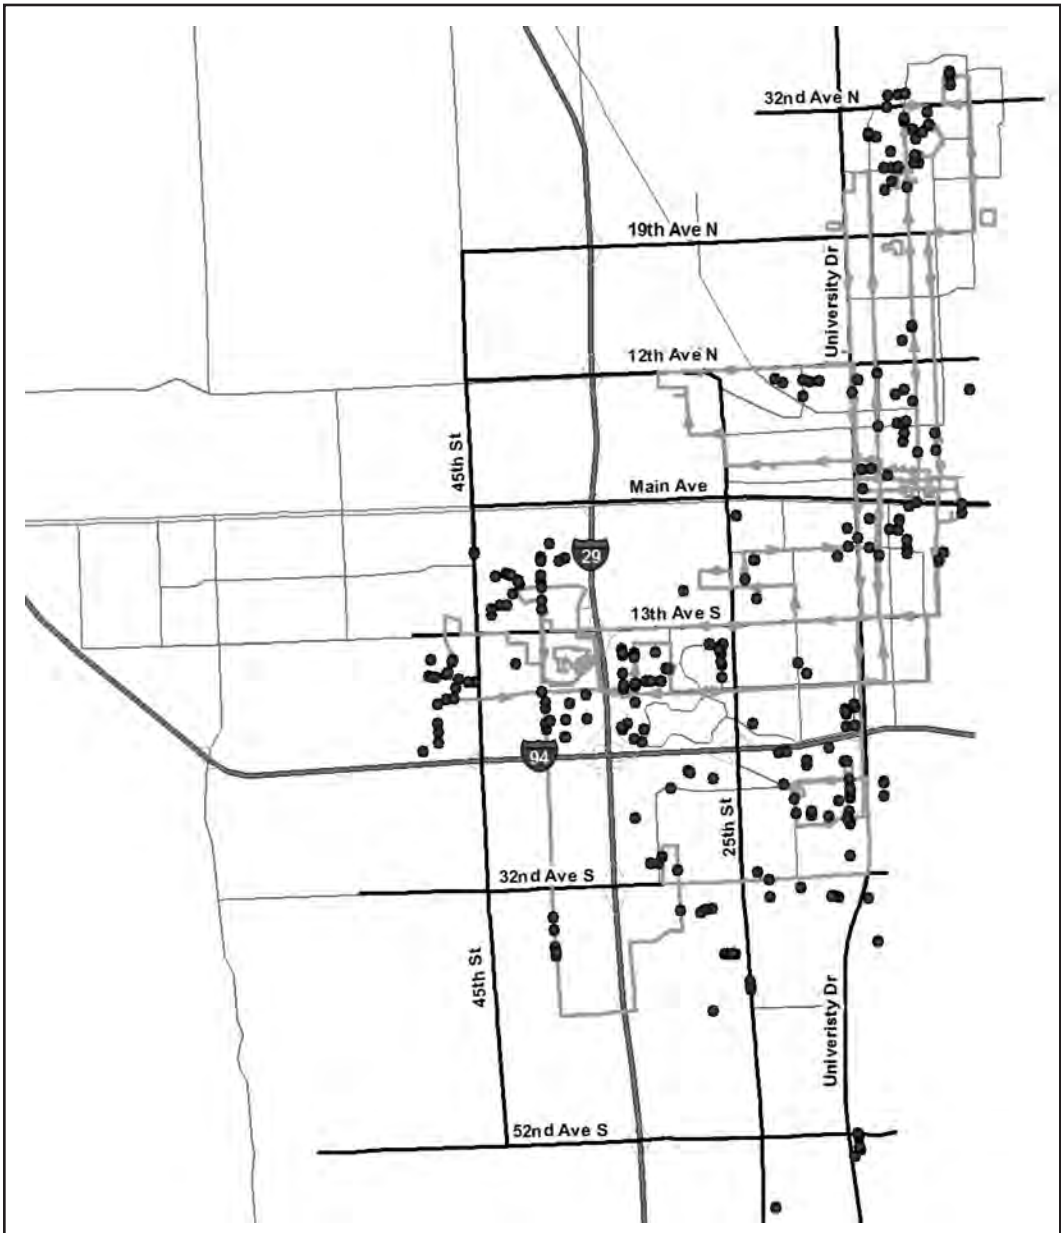 32nd Ave N
19th Ave N
University Dr
12th Ave N
45th St
Main Ave
29
13th Ave S
94
25th St
32nd Ave S
45th St
Univeristy Dr
52nd Ave S